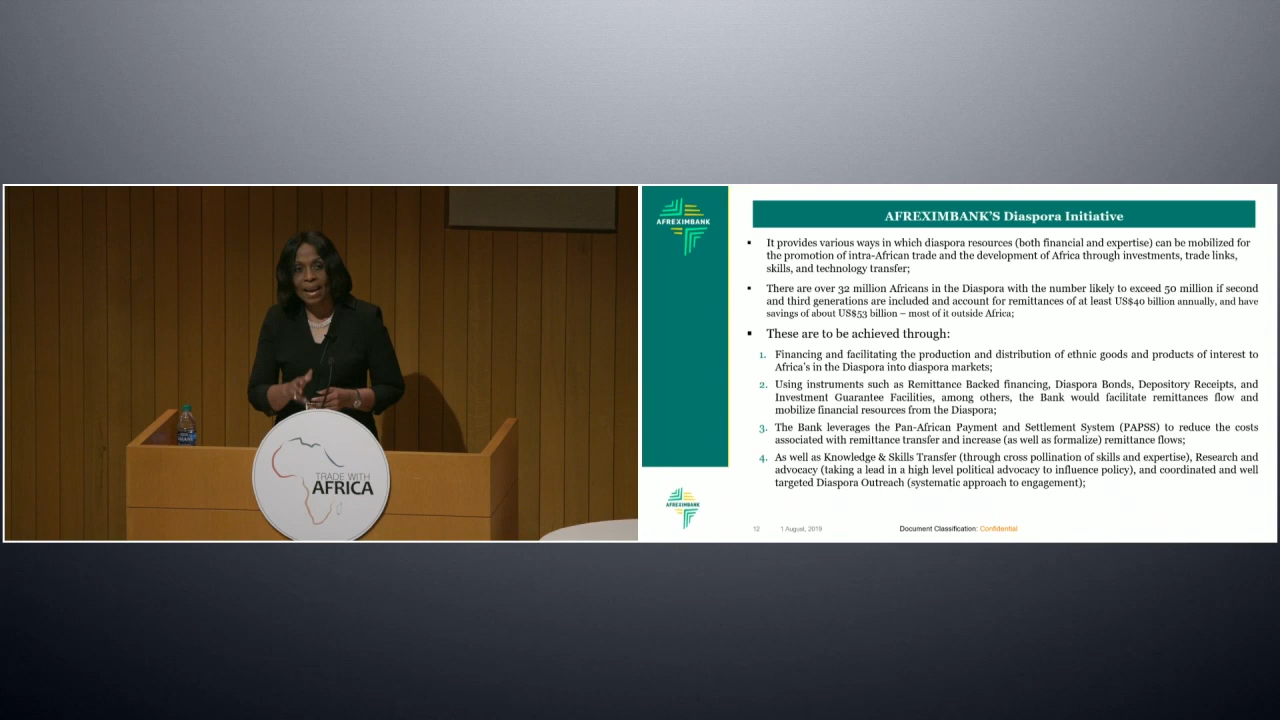 TRADE WITH
AFRICA
AFREXIMBANK
AFREXIMBANK'S Diaspora Initiative
▪ It provides various ways in which diaspora resources (both financial and expertise) can be mobilized for
the promotion of intra-African trade and the development of Africa through investments, trade links,
skills, and technology transfer;
▪ There are over 32 million Africans in the Diaspora with the number likely to exceed 50 million if second
and third generations are included and account for remittances of at least US$40 billion annually, and have
savings of about US$53 billion – most of it outside Africa;
▪ These are to be achieved through:
1. Financing and facilitating the production and distribution of ethnic goods and products of interest to
Africa's in the Diaspora into diaspora markets;
2. Using instruments such as Remittance Backed financing, Diaspora Bonds, Depository Receipts, and
Investment Guarantee Facilities, among others, the Bank would facilitate remittances flow and
mobilize financial resources from the Diaspora;
3. The Bank leverages the Pan-African Payment and Settlement System (PAPSS) to reduce the costs
associated with remittance transfer and increase (as well as formalize) remittance flows;
4. As well as Knowledge & Skills Transfer (through cross pollination of skills and expertise), Research and
advocacy (taking a lead in a high level political advocacy to influence policy), and coordinated and well
targeted Diaspora Outreach (systematic approach to engagement);
AFREXIMBANK
12 1 August, 2019 Document Classification: Confidential